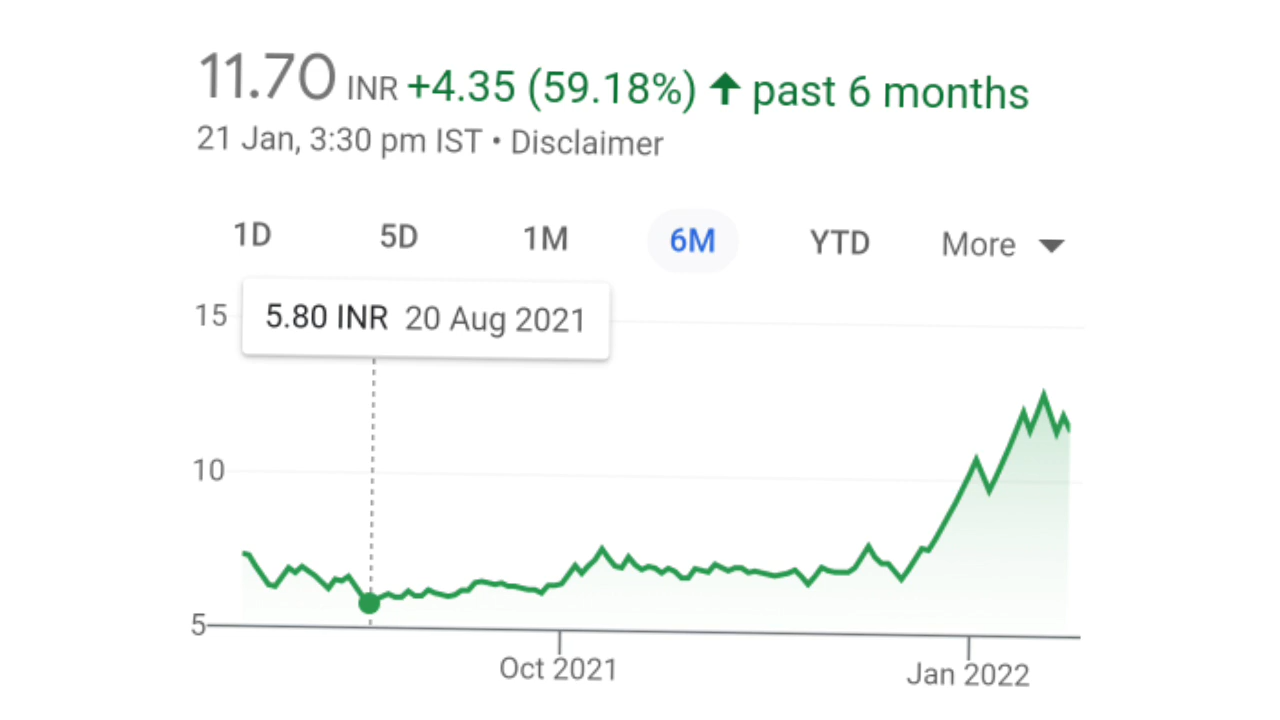 11.70 INR +4.35 (59.18%) ↑ past 6 months
21 Jan, 3:30 pm IST • Disclaimer
1D 5D 1M 6M YTD More
5.80 INR 20 Aug 2021
15
10
5
Oct 2021 Jan 2022